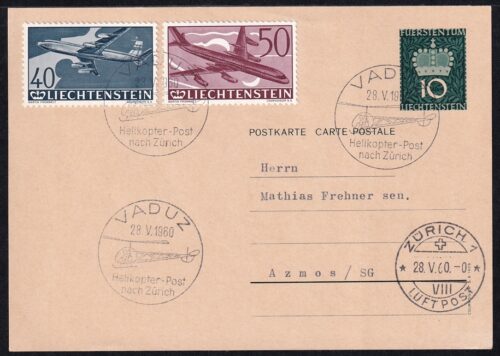 40
LIECHTENSTEIN
50
LIECHTENSTEIN
FÜRSTENTUM
10
LIECHTENSTEIN
1960
Helikopter-Post
nach Zürich
VADUZ
28.V.1960
Helikopter-Post
nach Zürich
POSTKARTE CARTE POSTALE
Herrn
Mathias Frehner sen.
Azmos/SG
VADUZ
28.V.1960
Helikopter-Post
nach Zürich
ZÜRICH 1
28.V.60.-0
VIII
LUFTPOST